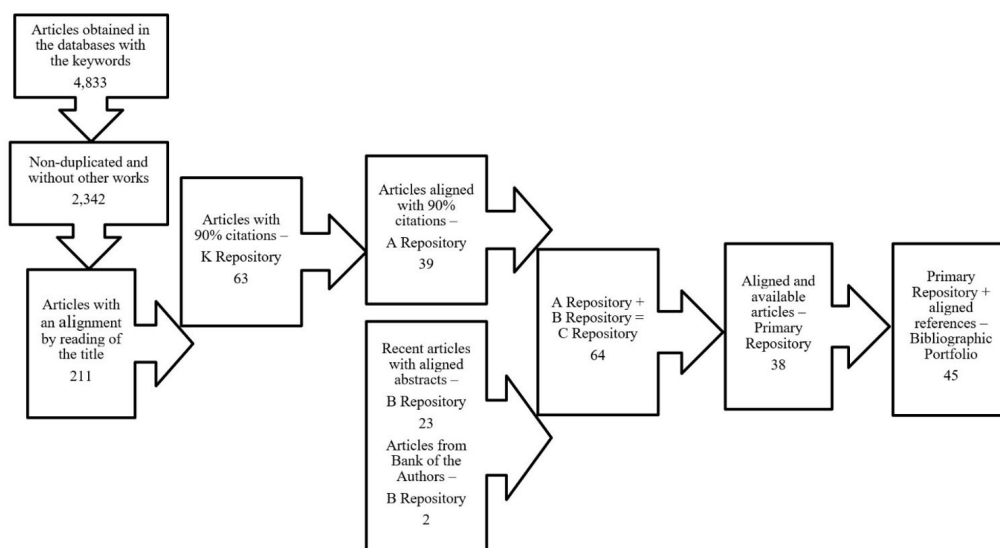 Articles obtained in
the databases with
the keywords
4,833
Non-duplicated and
without other works
2,342
Articles with
an alignment
by reading of
the title
211
Articles with
90% citations –
K Repository
63
Articles aligned
with 90%
citations –
A Repository
39
Recent articles
with aligned
abstracts –
B Repository
23
Articles from
Bank of the
Authors –
B Repository
2
A Repository +
B Repository =
C Repository
64
Aligned and
available
articles –
Primary
Repository
38
Primary
Repository +
aligned
references –
Bibliographic
Portfolio
45